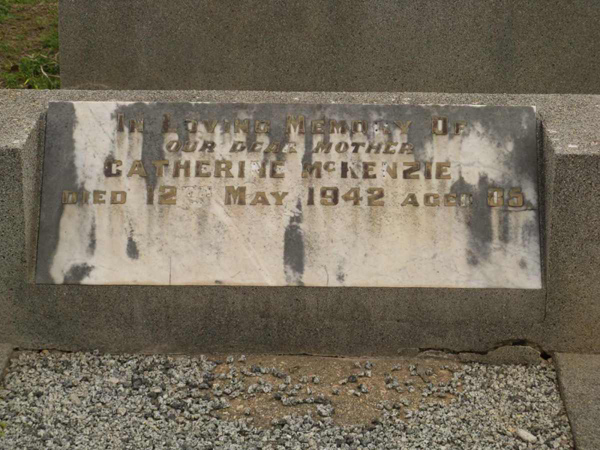 In Loving Memory Of
Our Dear Mother
Catherine McKenzie
Died 12th May 1942 Aged 85